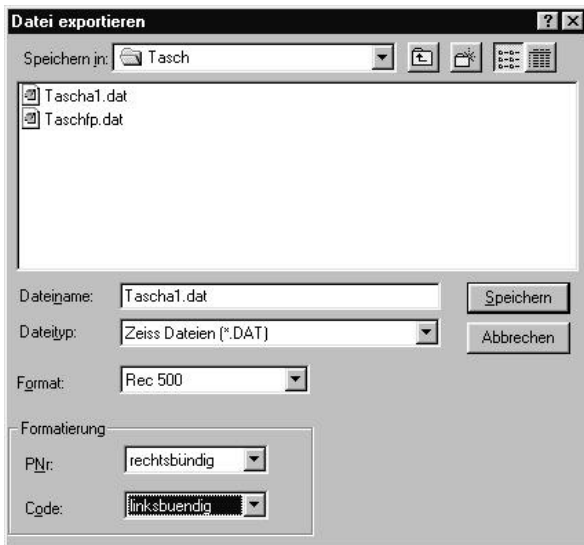 Datei exportieren
Speichern in: Tasch
Tascha1.dat
Taschfp.dat
Dateiname: Tascha1.dat Speichern
Dateityp: Zeiss Dateien (*.DAT) Abbrechen
Format: Rec 500
Formatierung
PNr: rechtsbündig
Code: linksbuendig